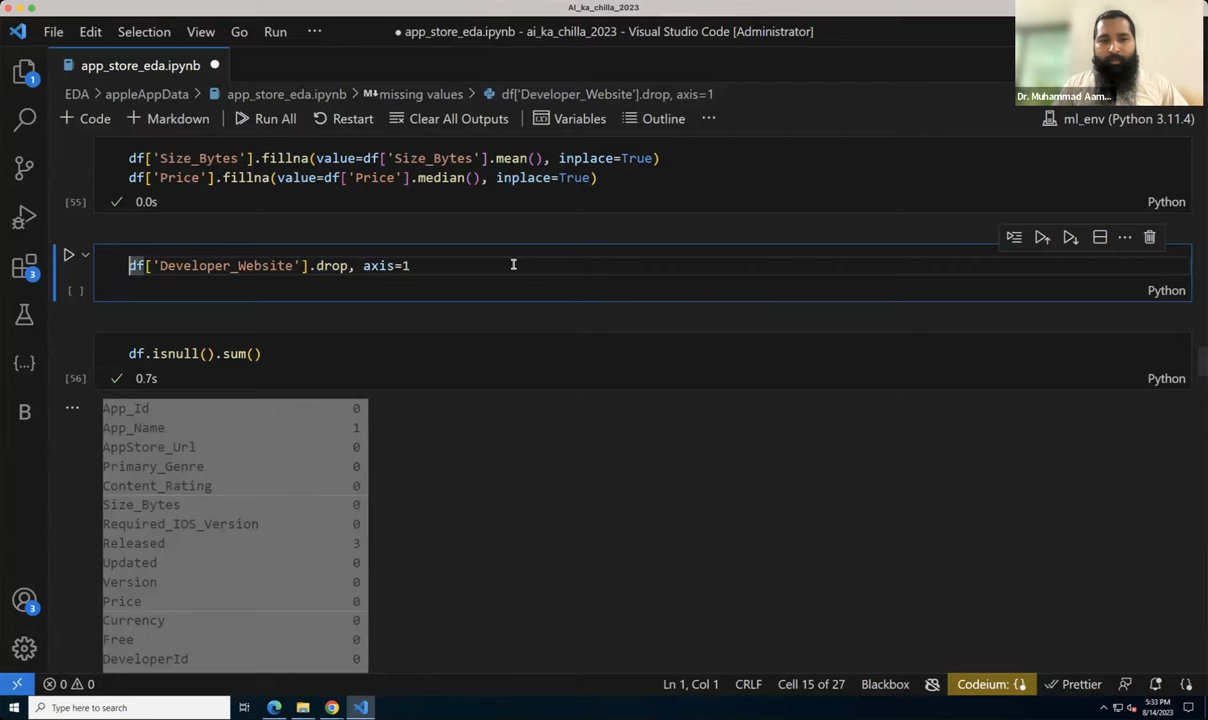 AI_ka_chilla_2023
File Edit Selection View Go Run ···
● app_store_eda.ipynb - ai_ka_chilla_2023 - Visual Studio Code [Administrator]
Dr. Muhammad Aam...
app_store_eda.ipynb ●
EDA > appleAppData > app_store_eda.ipynb > M↓missing values > df['Developer_Website'].drop, axis=1
+ Code + Markdown Run All Restart Clear All Outputs Variables Outline ··· ml_env (Python 3.11.4)
df['Size_Bytes'].fillna(value=df['Size_Bytes'].mean(), inplace=True)
df['Price'].fillna(value=df['Price'].median(), inplace=True)
[55] ✓ 0.0s Python
df['Developer_Website'].drop, axis=1
[ ] Python
df.isnull().sum()
[56] ✓ 0.7s Python
App_Id 0
App_Name 1
AppStore_Url 0
Primary_Genre 0
Content_Rating 0
Size_Bytes 0
Required_IOS_Version 0
Released 3
Updated 0
Version 0
Price 0
Currency 0
Free 0
DeveloperId 0
1
3
B
3
0 0 Ln 1, Col 1 CRLF Cell 15 of 27 Blackbox Codeium: {} Prettier
Type here to search
5:33 PM
8/14/2023